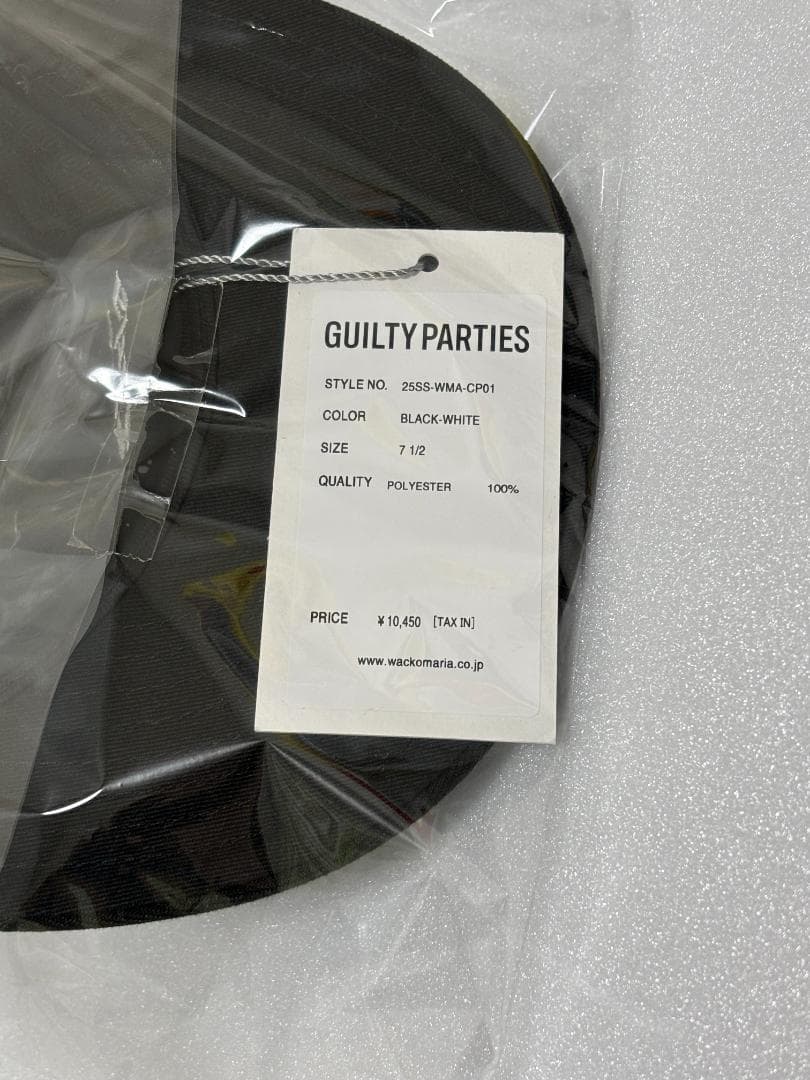 GUILTY PARTIES
STYLE NO. 25SS-WMA-CP01
COLOR BLACK-WHITE
SIZE 7 1/2
QUALITY POLYESTER 100%
PRICE ¥10,450 [TAX IN]
www.wackomaria.co.jp